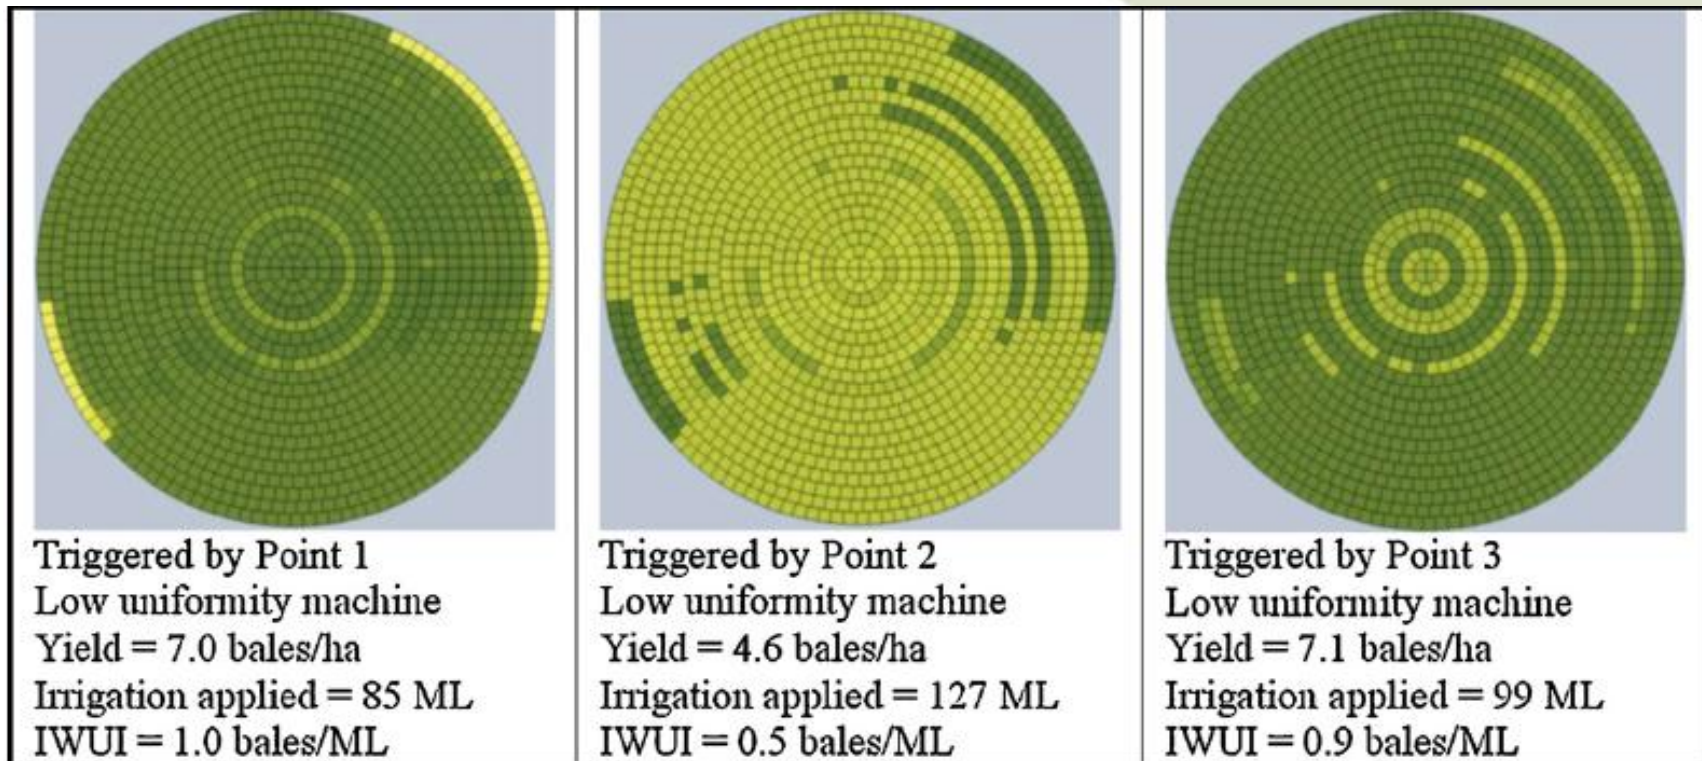 Triggered by Point 1
Low uniformity machine
Yield = 7.0 bales/ha
Irrigation applied = 85 ML
IWUI = 1.0 bales/ML
Triggered by Point 2
Low uniformity machine
Yield = 4.6 bales/ha
Irrigation applied = 127 ML
IWUI = 0.5 bales/ML
Triggered by Point 3
Low uniformity machine
Yield = 7.1 bales/ha
Irrigation applied = 99 ML
IWUI = 0.9 bales/ML